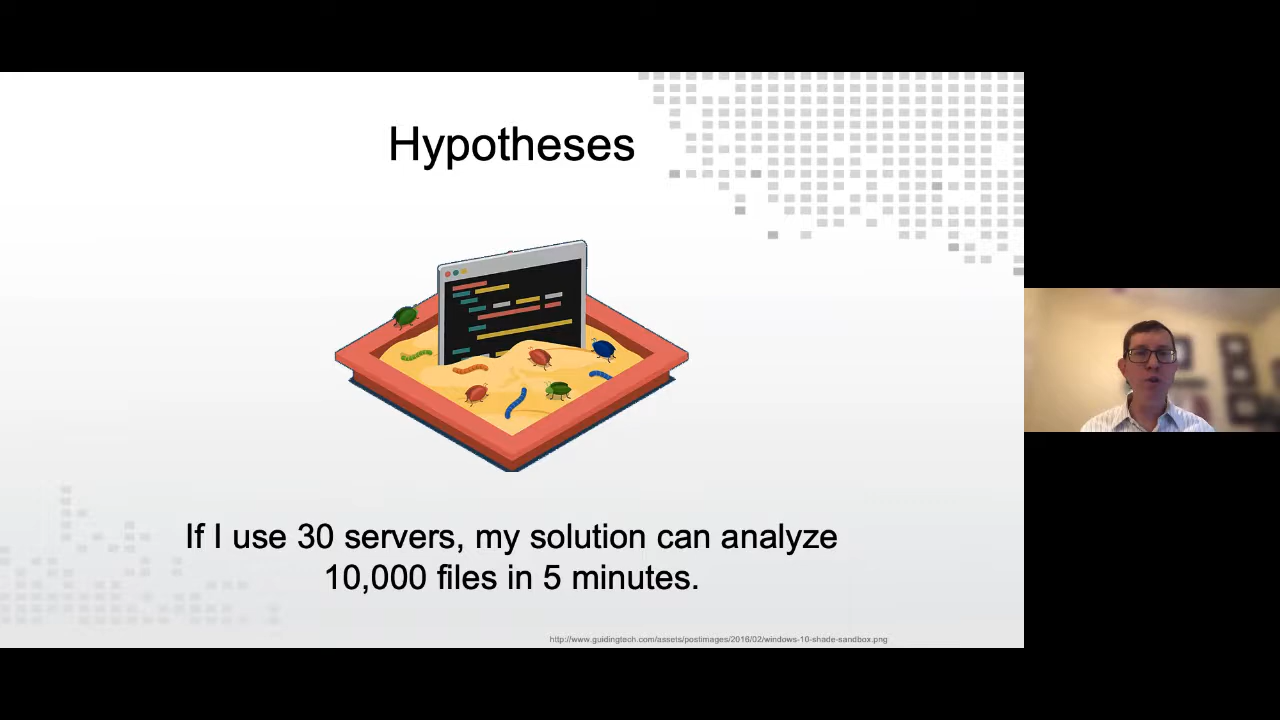 Hypotheses
If I use 30 servers, my solution can analyze
10,000 files in 5 minutes.
http://www.guidingtech.com/assets/postimages/2016/02/windows-10-shade-sandbox.png